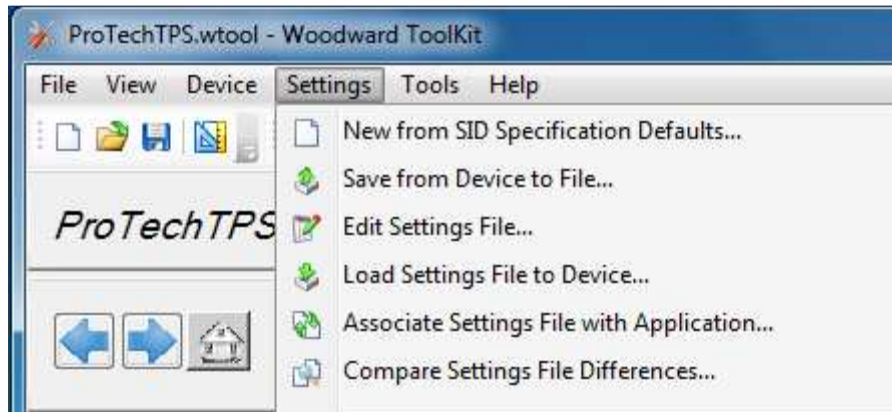 ProTechTPS.wtool - Woodward ToolKit
File View Device Settings Tools Help
New from SID Specification Defaults...
Save from Device to File...
ProTechTPS
Edit Settings File...
Load Settings File to Device...
Associate Settings File with Application...
Compare Settings File Differences...